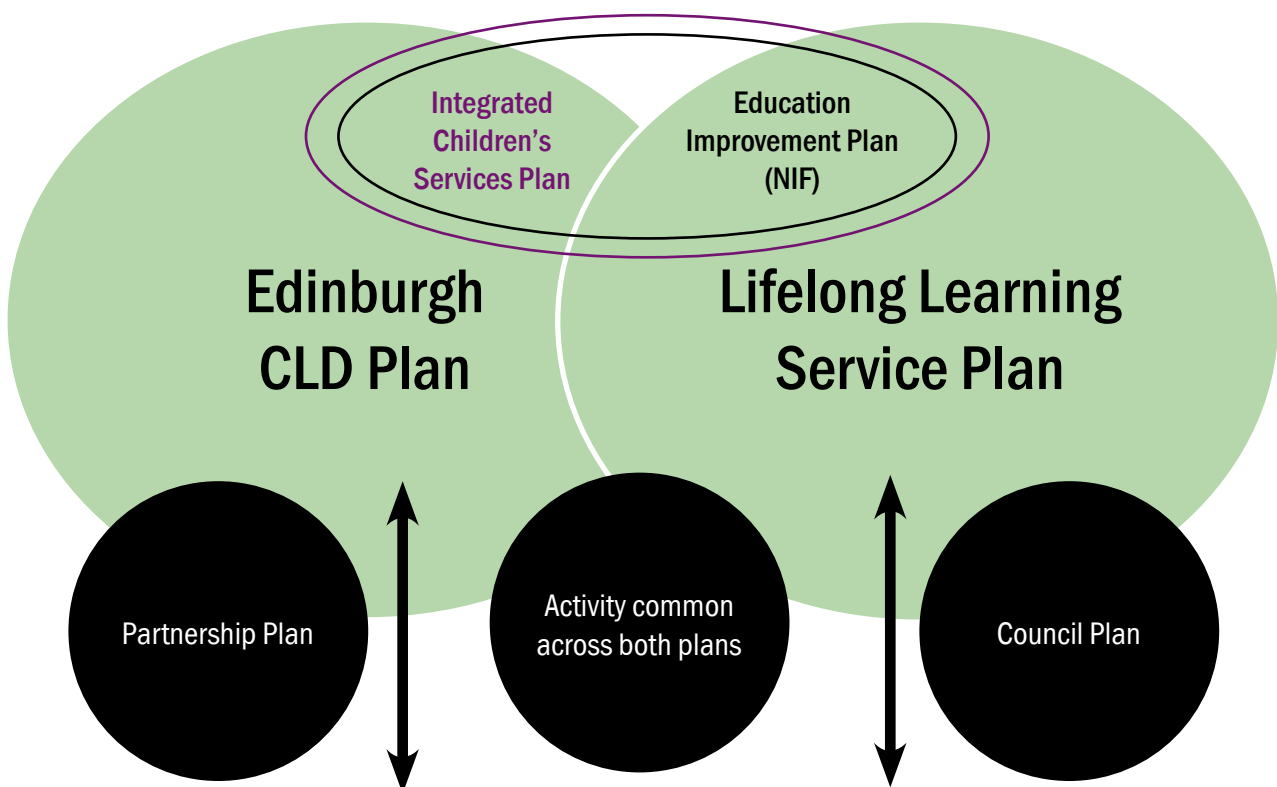 Integrated
Children’s
Services Plan
Education
Improvement Plan
(NIF)
Edinburgh
CLD Plan
Lifelong Learning
Service Plan
Partnership Plan
Activity common
across both plans
Council Plan